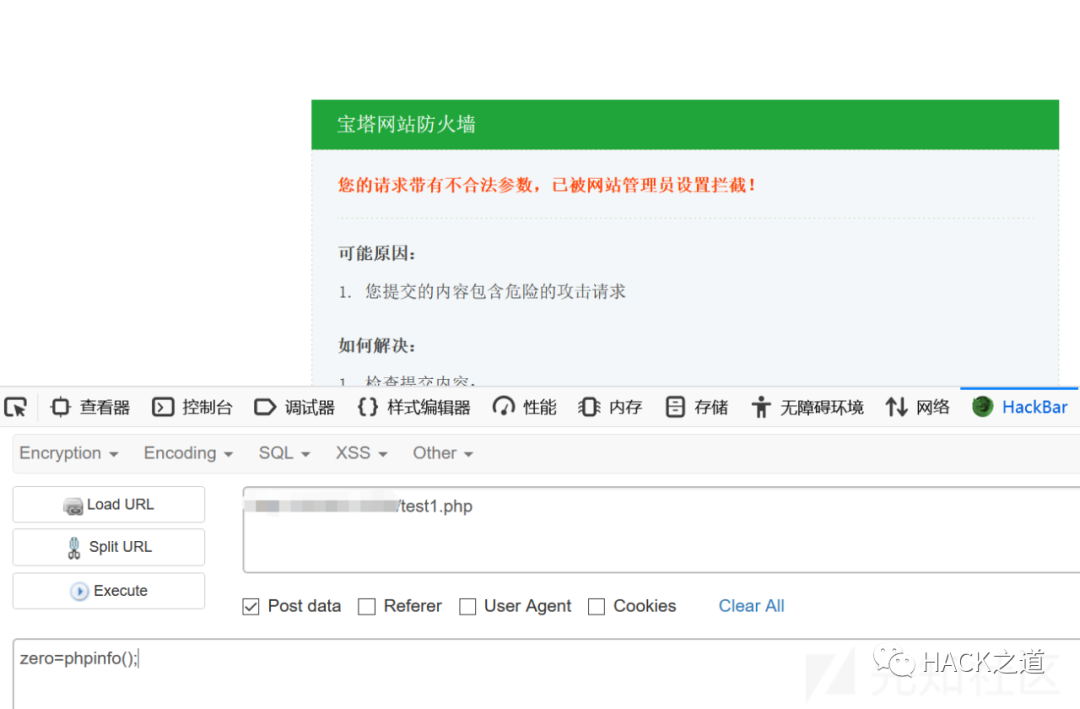 宝塔网站防火墙
您的请求带有不合法参数，已被网站管理员设置拦截！
可能原因：
1. 您提交的内容包含危险的攻击请求
如何解决：
1. 检查提交内容；
查看器 控制台 调试器 样式编辑器 性能 内存 存储 无障碍环境 网络 HackBar
Encryption Encoding SQL XSS Other
Load URL
/test1.php
Split URL
Execute
Post data Referer User Agent Cookies Clear All
zero=phpinfo();
HACK之道
先知社区